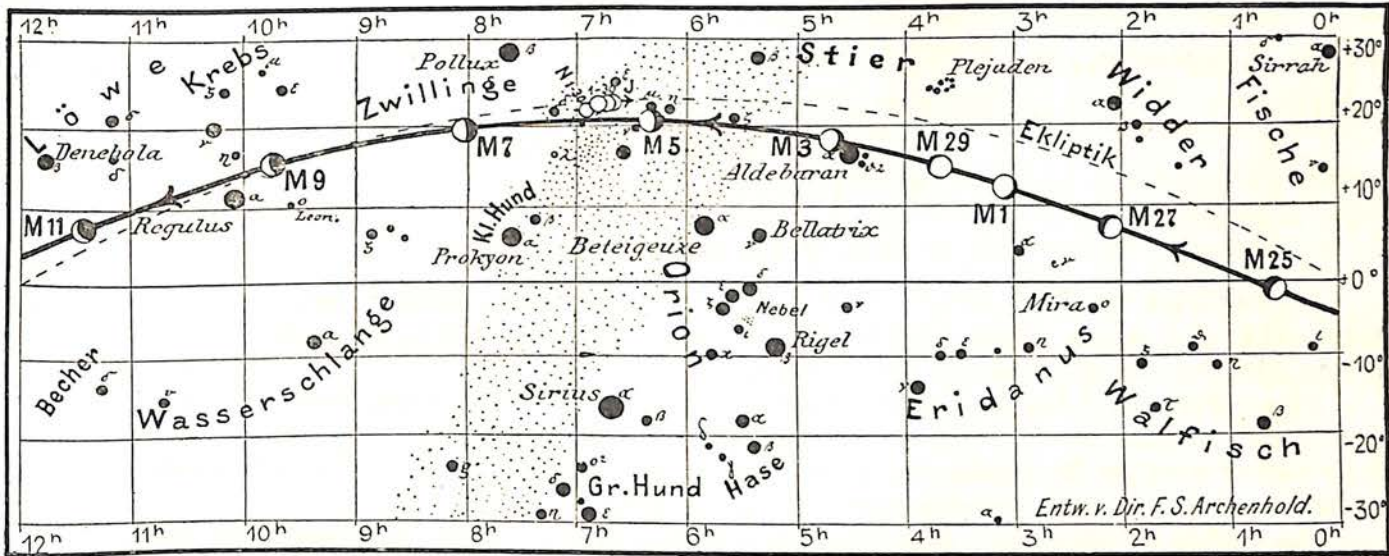 12h 11h 10h 9h 8h 7h 6h 5h 4h 3h 2h 1h 0h
+30°
+20°
+10°
+0°
-10°
-20°
-30°
Löwe
Krebs
Pollux
Zwillinge
Stier
Plejuden
Widder
Fische
Sirrah
Denebola
Ekliptik
M11
M9
M7
M5
M3
M29
M1
M27
M25
Regulus
Leon.
Aldebaran
Kl. Hund
Prokyon
Beteigeuze
Bellatrix
Orion
Nebel
Rigel
Mira
Becher
Wasserschlange
Sirius
Eridanus
Walfisch
Gr. Hund
Hase
Entw. v. Dir. F. S. Archenhold.
12h 11h 10h 9h 8h 7h 6h 5h 4h 3h 2h 1h 0h